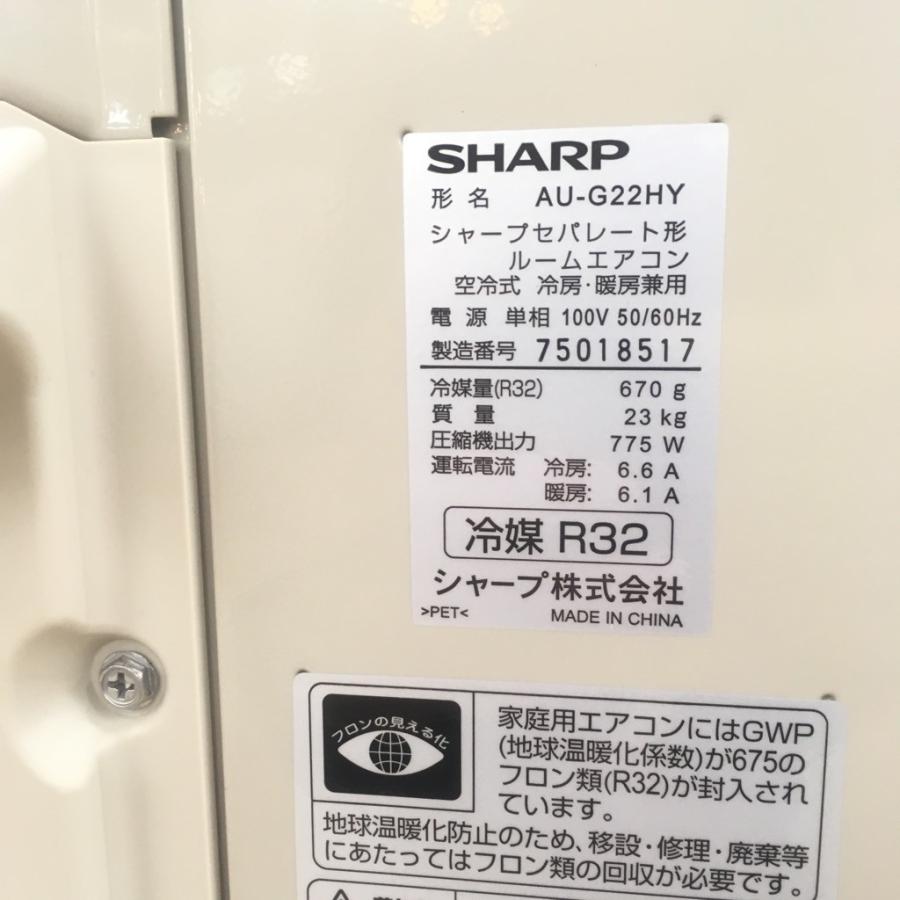 SHARP
形名 AU-G22HY
シャープセパレート形
ルームエアコン
空冷式 冷房・暖房兼用
電源 単相 100V 50/60Hz
製造番号 75018517
冷媒量(R32) 670 g
質量 23 kg
圧縮機出力 775 W
運転電流 冷房: 6.6 A
暖房: 6.1 A
冷媒 R32
シャープ株式会社
>PET< MADE IN CHINA
フロンの見える化
家庭用エアコンにはGWP
(地球温暖化係数)が675の
フロン類(R32)が封入され
ています。
地球温暖化防止のため、移設・修理・廃棄等
にあたってはフロン類の回収が必要です。